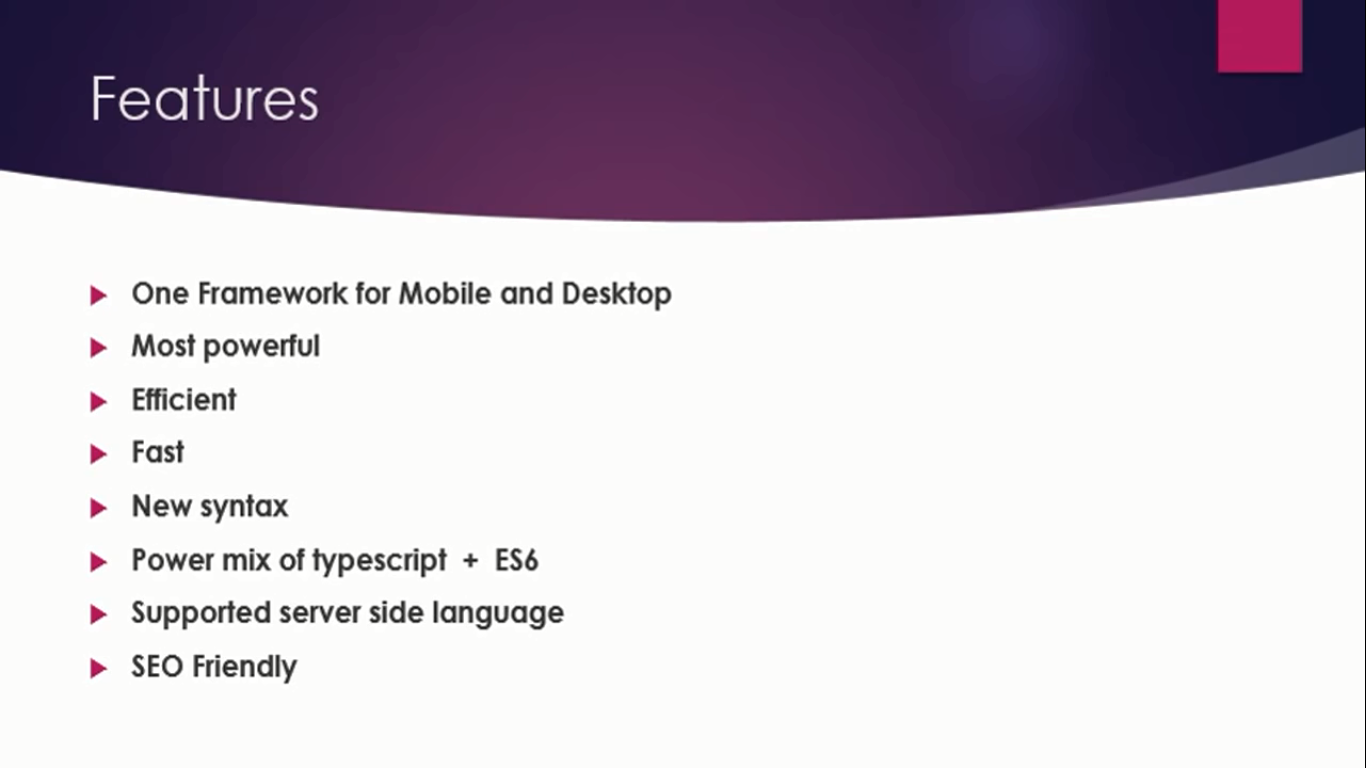 Features
One Framework for Mobile and Desktop
Most powerful
Efficient
Fast
New syntax
Power mix of typescript + ES6
Supported server side language
SEO Friendly